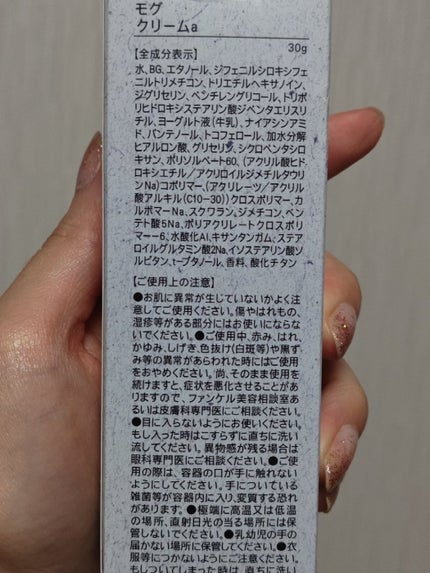 モグ
クリームa
30g
【全成分表示】
水、BG、エタノール、ジフェニルシロキシフェ
ニルトリメチコン、トリエチルヘキサノイン、
ジグリセリン、ペンチレングリコール、トリポ
リヒドロキシステアリン酸ジペンタエリスリ
チル、ヨーグルト液(牛乳)、ナイアシンアミ
ド、パンテノール、トコフェロール、加水分解
ヒアルロン酸、グリセリン、シクロペンタシロ
キサン、ポリソルベート60、(アクリル酸ヒド
ロキシエチル/アクリロイルジメチルタウリ
ンNa)コポリマー、(アクリレーツ/アクリル
酸アルキル(C10-30))クロスポリマー、カ
ルボマーNa、スクワラン、ジメチコン、ペン
テト酸5Na、ポリアクリレートクロスポリ
マー-6、水酸化Al、キサンタンガム、ステア
ロイルグルタミン酸2Na、イソステアリン酸ソ
ルビタン、t-ブタノール、香料、酸化チタン
【ご使用上の注意】
●お肌に異常が生じていないかよく注
意してご使用ください。傷やはれもの、
湿疹等がある部分にはお使いにならな
いでください。●ご使用中、赤み、はれ、
かゆみ、しげき、色抜け(白斑等)や黒ず
み等の異常があらわれた時にはご使用
をおやめください。尚、そのまま使用を
続けますと、症状を悪化させることがあ
りますので、ファンケル美容相談室あ
るいは皮膚科専門医にご相談ください。
●目に入らないようにお使いください。
もし入った時はこすらずに直ちに洗い
流してください。異物感が残る場合は
眼科専門医にご相談ください。●ご使
用の際は、容器の口が手に触れない
ようにしてください。手についている
雑菌等が容器内に入り、変質する恐れ
があります。●極端に高温又は低温
の場所、直射日光の当る場所には保
管しないでください。●乳幼児の手の
届かない場所に保管してください。●衣
服等につかないようにご注意ください。
もしついてしまった時は、直ちに洗い